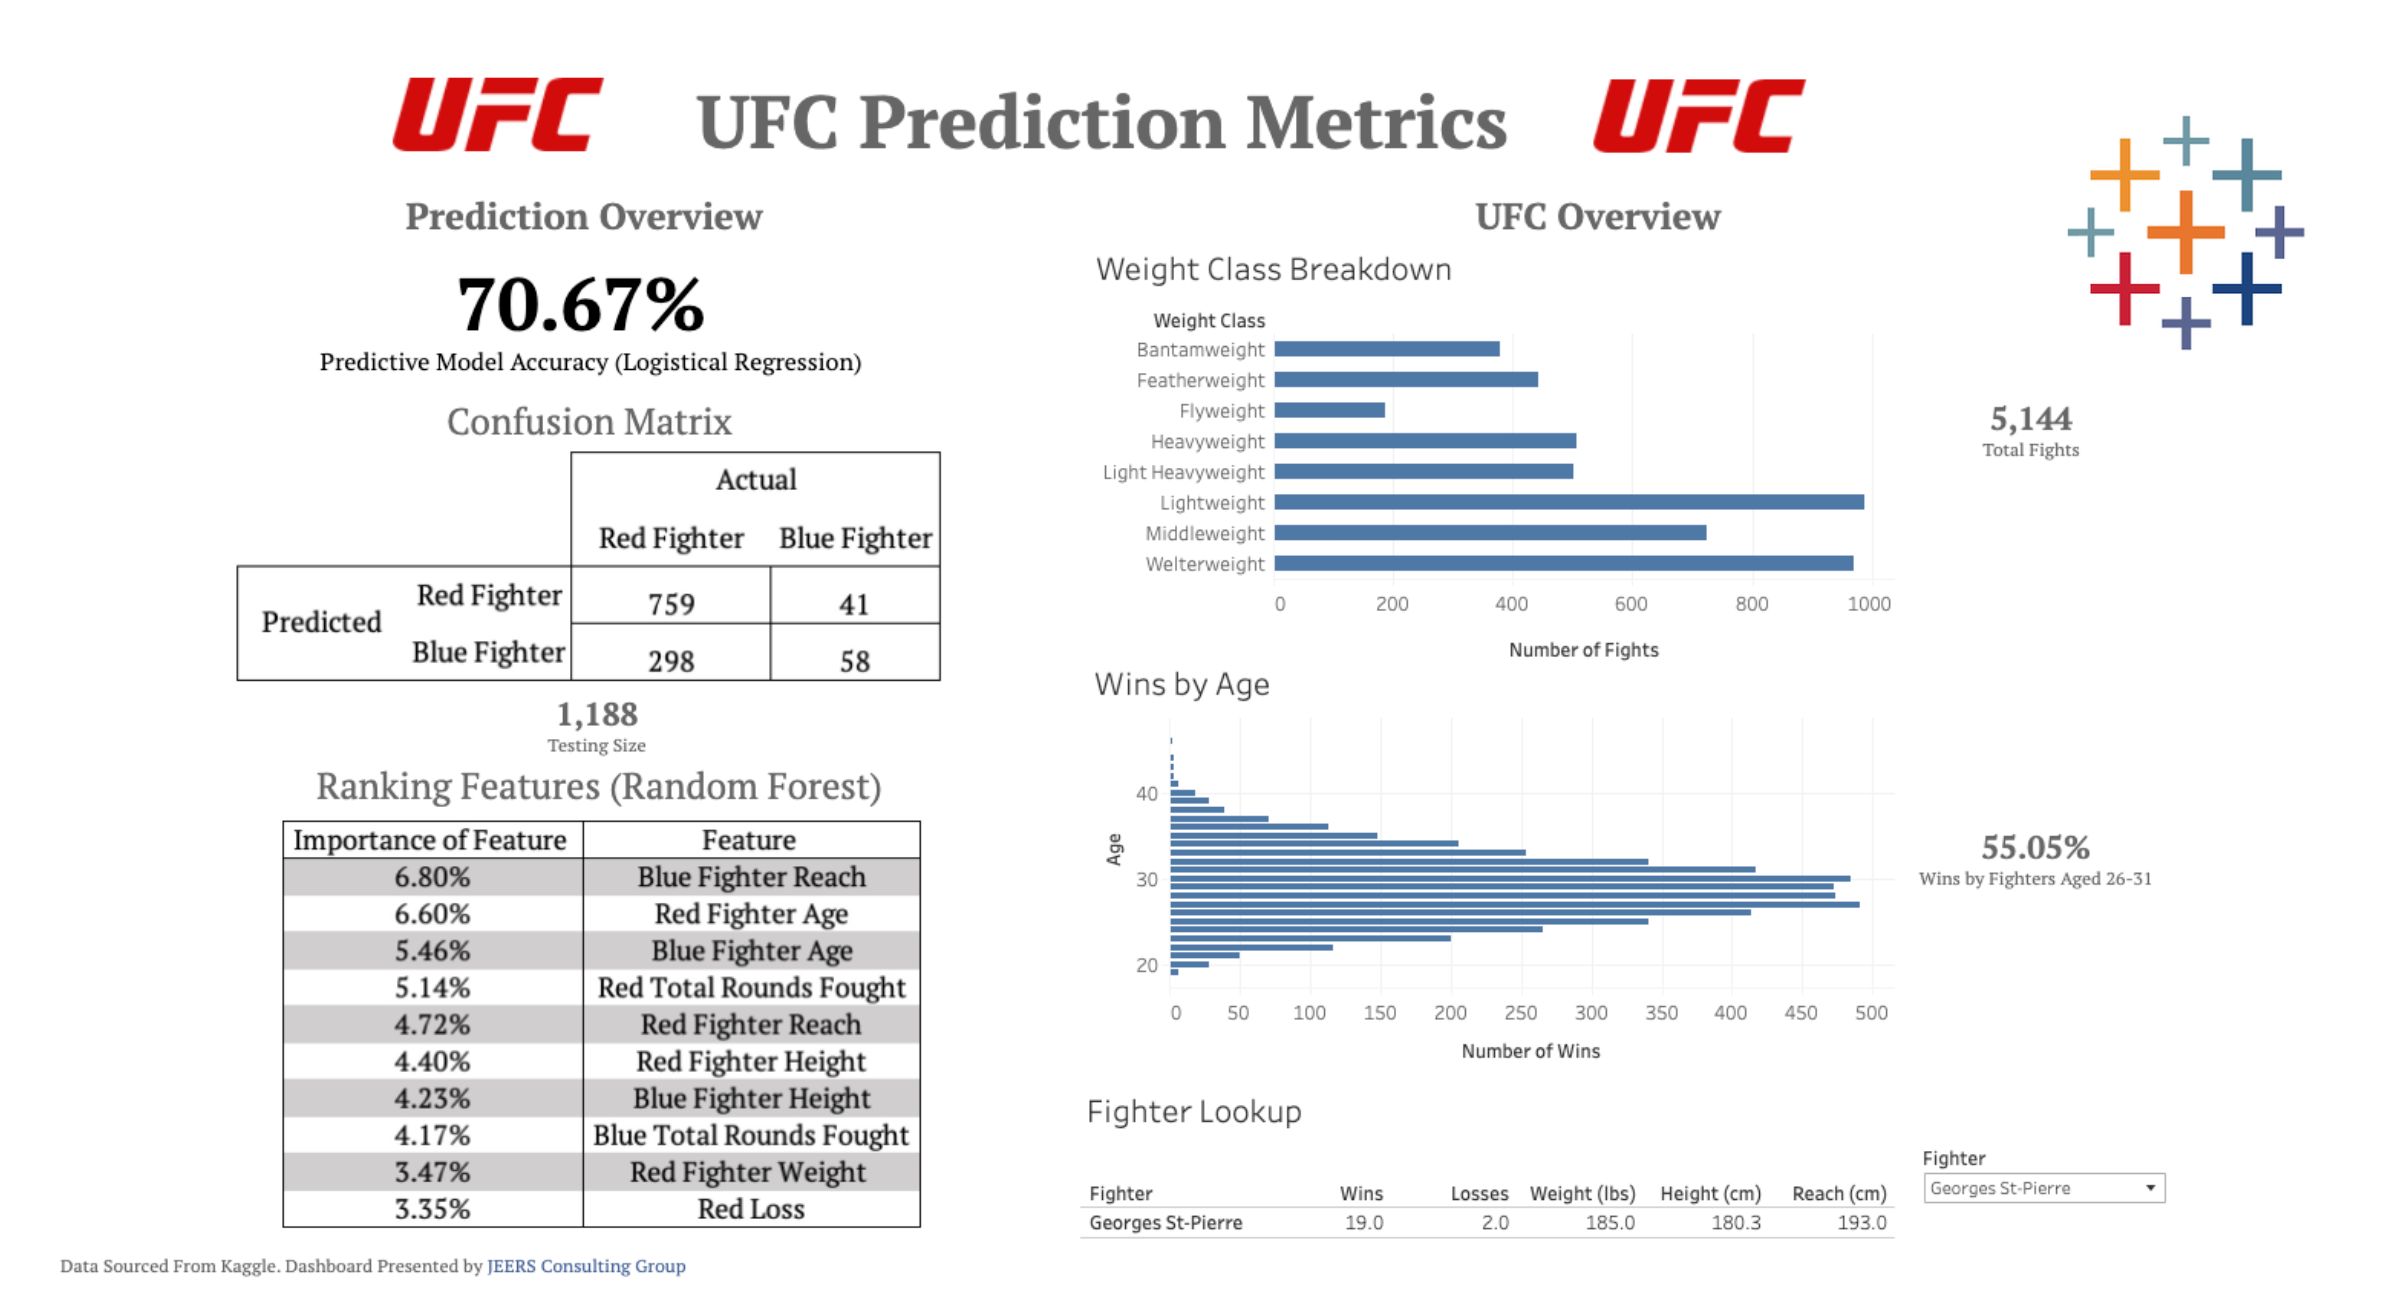 UFC
UFC Prediction Metrics
UFC
Prediction Overview
70.67%
Predictive Model Accuracy (Logistical Regression)
Confusion Matrix
Actual
Red Fighter Blue Fighter
Predicted
Red Fighter 759 41
Blue Fighter 298 58
1,188
Testing Size
Ranking Features (Random Forest)
Importance of Feature Feature
6.80% Blue Fighter Reach
6.60% Red Fighter Age
5.46% Blue Fighter Age
5.14% Red Total Rounds Fought
4.72% Red Fighter Reach
4.40% Red Fighter Height
4.23% Blue Fighter Height
4.17% Blue Total Rounds Fought
3.47% Red Fighter Weight
3.35% Red Loss
UFC Overview
Weight Class Breakdown
Weight Class
Bantamweight
Featherweight
Flyweight
Heavyweight
Light Heavyweight
Lightweight
Middleweight
Welterweight
0 200 400 600 800 1000
Number of Fights
5,144
Total Fights
Wins by Age
Age
40
30
20
0 50 100 150 200 250 300 350 400 450 500
Number of Wins
55.05%
Wins by Fighters Aged 26-31
Fighter Lookup
Fighter Wins Losses Weight (lbs) Height (cm) Reach (cm)
Georges St-Pierre 19.0 2.0 185.0 180.3 193.0
Fighter
Georges St-Pierre
Data Sourced From Kaggle. Dashboard Presented by JEERS Consulting Group